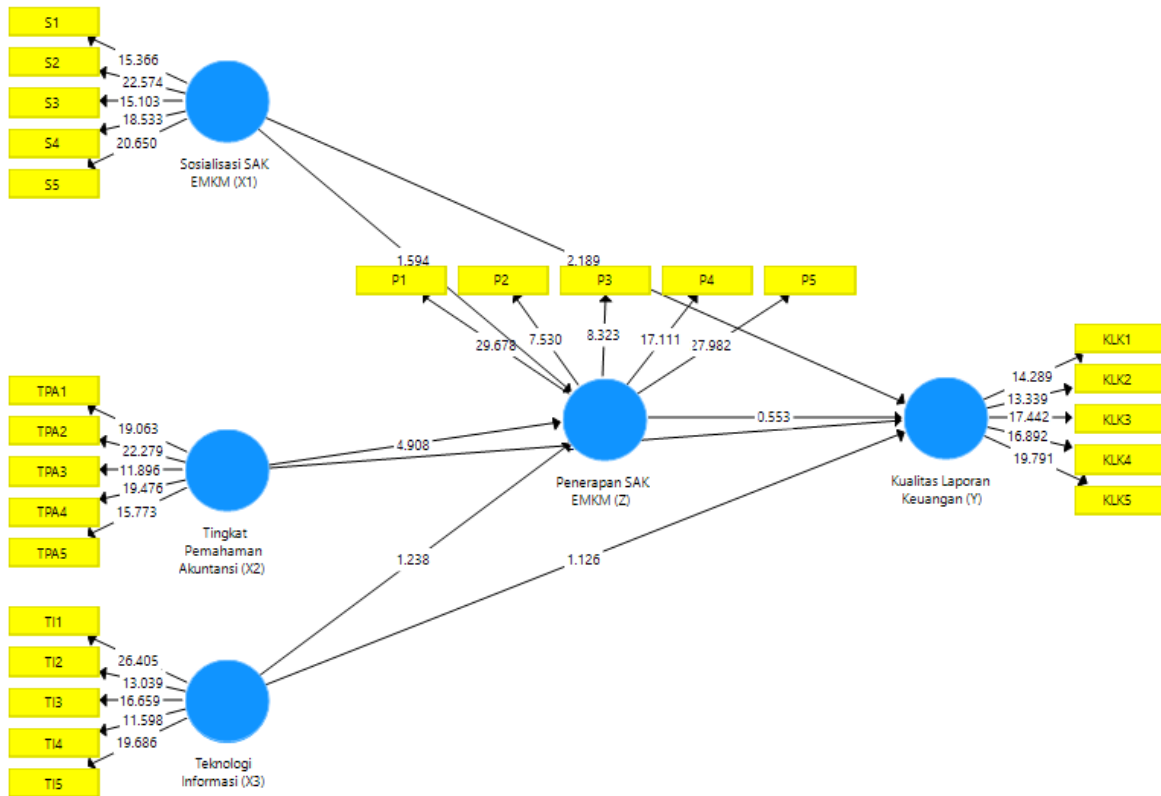 S1
S2
S3
S4
S5
15.366
22.574
15.103
18.533
20.650
Sosialisasi SAK
EMKM (X1)
1.594
2.189
P1
P2
P3
P4
P5
29.678
7.530
8.323
17.111
27.982
TPA1
TPA2
TPA3
TPA4
TPA5
19.063
22.279
11.896
19.476
15.773
Tingkat
Pemahaman
Akuntansi (X2)
4.908
Penerapan SAK
EMKM (Z)
0.553
Kualitas Laporan
Keuangan (Y)
14.289
13.339
17.442
16.892
19.791
KLK1
KLK2
KLK3
KLK4
KLK5
1.238
1.126
TI1
TI2
TI3
TI4
TI5
26.405
13.039
16.659
11.598
19.686
Teknologi
Informasi (X3)